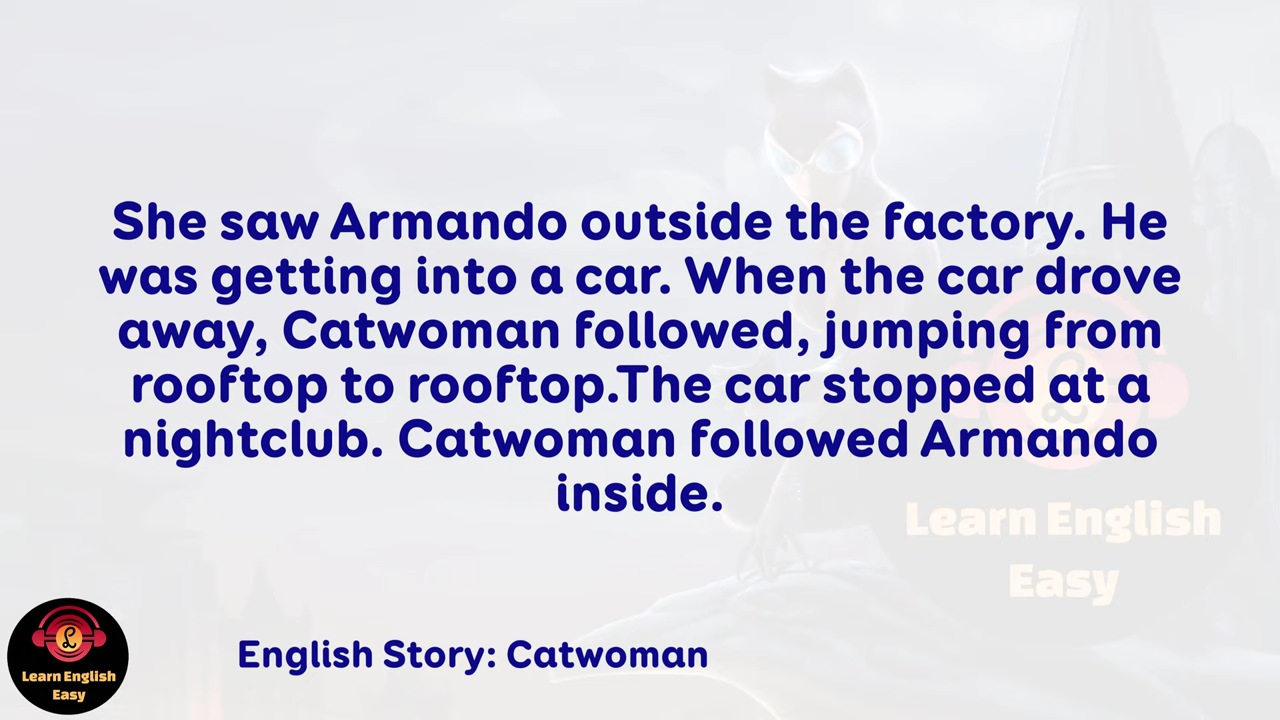 She saw Armando outside the factory. He
was getting into a car. When the car drove
away, Catwoman followed, jumping from
rooftop to rooftop.The car stopped at a
nightclub. Catwoman followed Armando
inside.
Learn English
Easy
English Story: Catwoman
L
Learn English
Easy